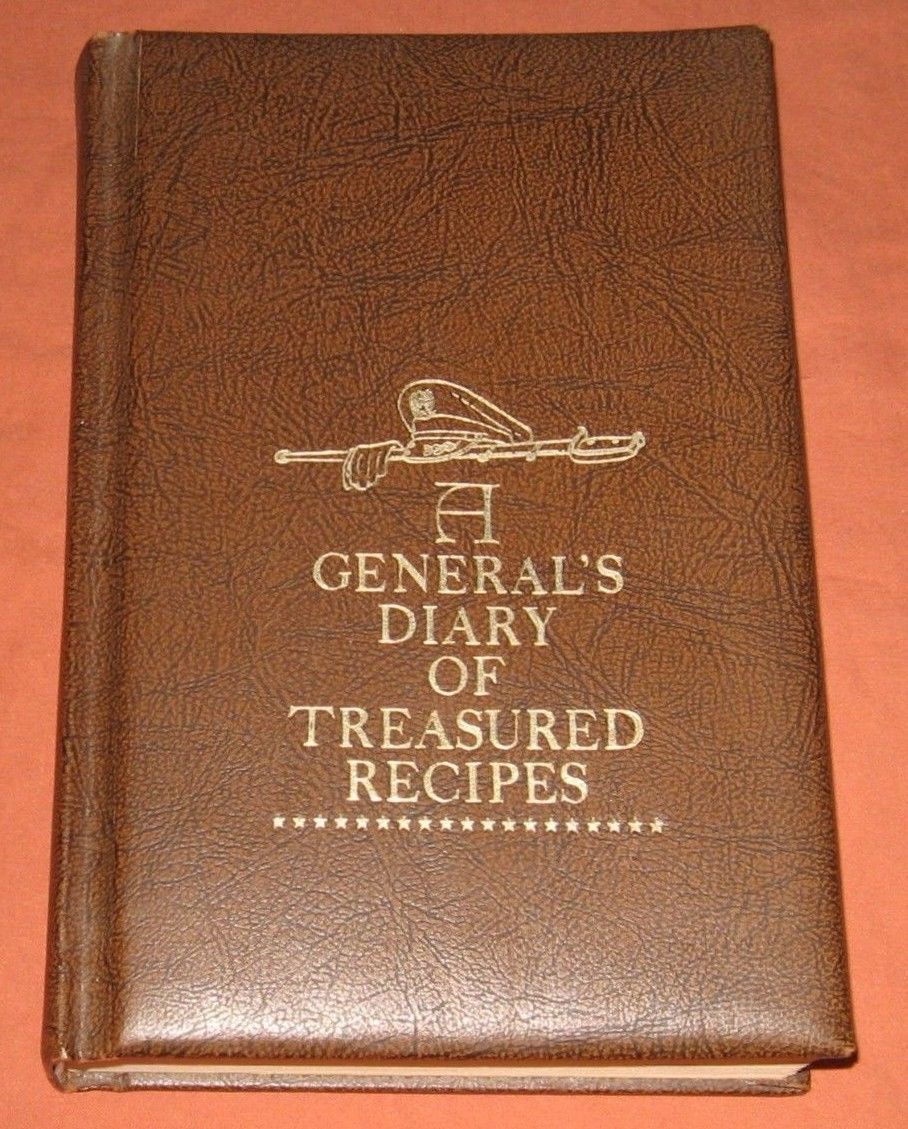 A
GENERAL'S
DIARY
OF
TREASURED
RECIPES